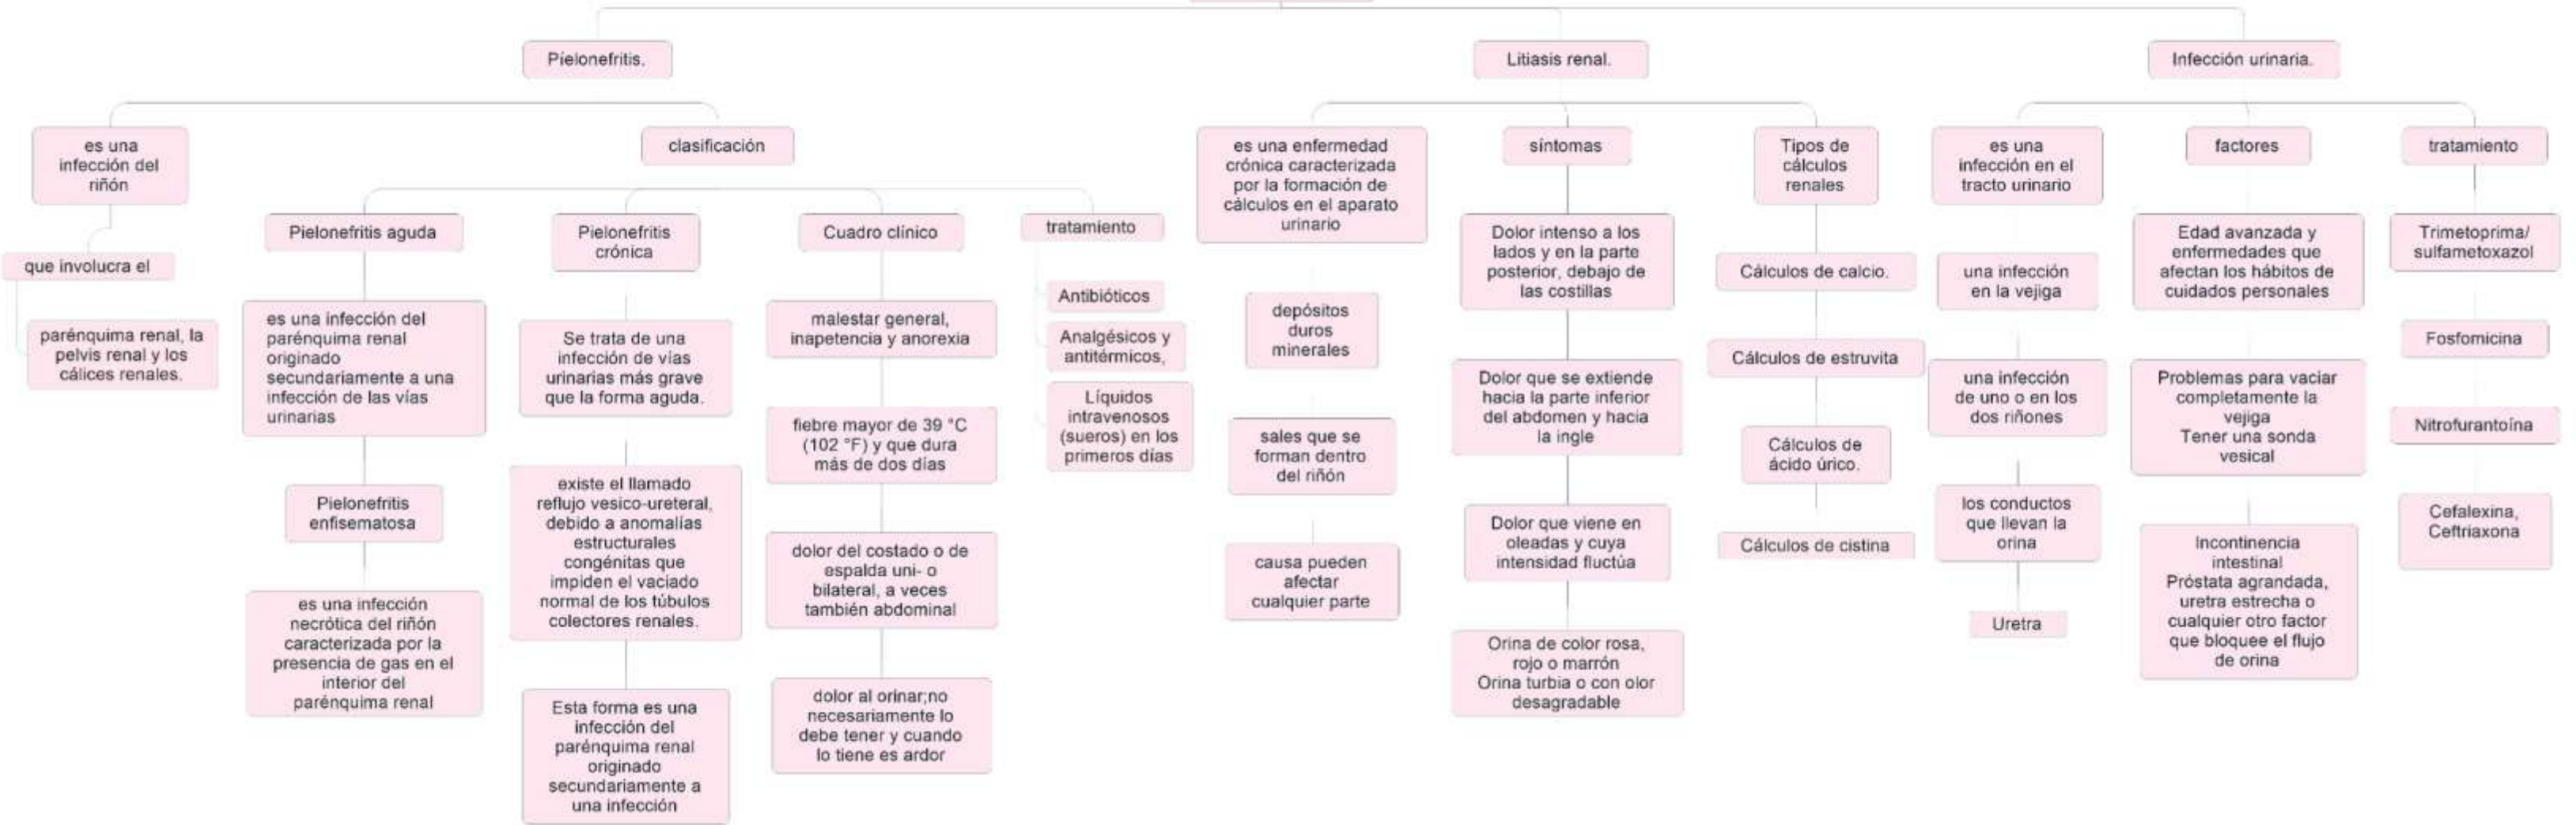 Pielonefritis.
Litiasis renal.
Infección urinaria.
es una
infección del
riñón
que involucra el
parénquima renal, la
pelvis renal y los
cálices renales.
clasificación
Pielonefritis aguda
es una infección del
parénquima renal
originado
secundariamente a una
infección de las vías
urinarias
Pielonefritis
enfisematosa
es una infección
necrótica del riñón
caracterizada por la
presencia de gas en el
interior del
parénquima renal
Pielonefritis
crónica
Se trata de una
infección de vías
urinarias más grave
que la forma aguda.
existe el llamado
reflujo vesico-ureteral,
debido a anomalías
estructurales
congénitas que
impiden el vaciado
normal de los túbulos
colectores renales.
Esta forma es una
infección del
parénquima renal
originado
secundariamente a
una infección
Cuadro clínico
malestar general,
inapetencia y anorexia
fiebre mayor de 39 °C
(102 °F) y que dura
más de dos días
dolor del costado o de
espalda uni- o
bilateral, a veces
también abdominal
dolor al orinar;no
necesariamente lo
debe tener y cuando
lo tiene es ardor
tratamiento
Antibióticos
Analgésicos y
antitérmicos,
Líquidos
intravenosos
(sueros) en los
primeros días
es una enfermedad
crónica caracterizada
por la formación de
cálculos en el aparato
urinario
depósitos
duros
minerales
sales que se
forman dentro
del riñón
causa pueden
afectar
cualquier parte
síntomas
Dolor intenso a los
lados y en la parte
posterior, debajo de
las costillas
Dolor que se extiende
hacia la parte inferior
del abdomen y hacia
la ingle
Dolor que viene en
oleadas y cuya
intensidad fluctúa
Orina de color rosa,
rojo o marrón
Orina turbia o con olor
desagradable
Tipos de
cálculos
renales
Cálculos de calcio.
Cálculos de estruvita
Cálculos de
ácido úrico.
Cálculos de cistina
es una
infección en el
tracto urinario
una infección
en la vejiga
una infección
de uno o en los
dos riñones
los conductos
que llevan la
orina
Uretra
factores
Edad avanzada y
enfermedades que
afectan los hábitos de
cuidados personales
Problemas para vaciar
completamente la
vejiga
Tener una sonda
vesical
Incontinencia
intestinal
Próstata agrandada,
uretra estrecha o
cualquier otro factor
que bloquee el flujo
de orina
tratamiento
Trimetoprima/
sulfametoxazol
Fosfomicina
Nitrofurantoína
Cefalexina,
Ceftriaxona